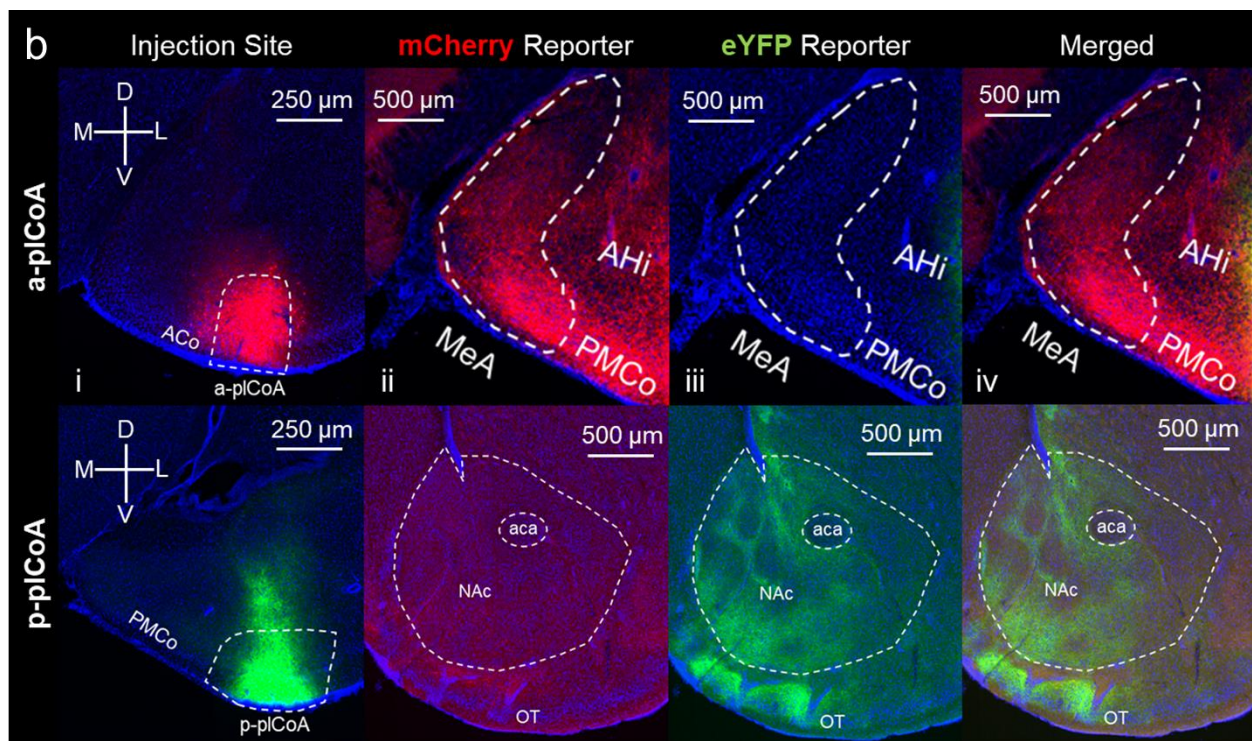 b
Injection Site
mCherry Reporter
eYFP Reporter
Merged
a-plCoA
D
M
L
V
250 µm
ACo
a-plCoA
i
500 µm
AHi
MeA
PMCo
ii
500 µm
AHi
MeA
PMCo
iii
500 µm
AHi
MeA
PMCo
iv
p-plCoA
D
M
L
V
250 µm
PMCo
p-plCoA
500 µm
aca
NAc
OT
500 µm
aca
NAc
OT
500 µm
aca
NAc
OT